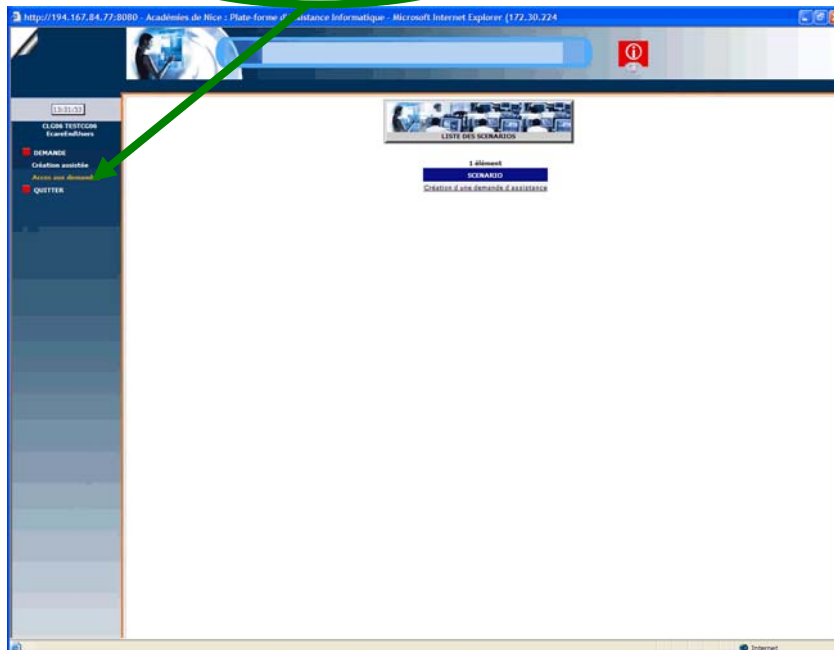 http://194.167.84.77:8080 - Académies de Nice : Plate-forme d'assistance Informatique - Microsoft Internet Explorer (172.30.224
13:31:53
CLG06 TESTCG06
EcareEndUsers
DEMANDE
Création assistée
Acces aux demand
QUITTER
LISTE DES SCENARIOS
1 élément
SCENARIO
Création d une demande d assistance
Internet